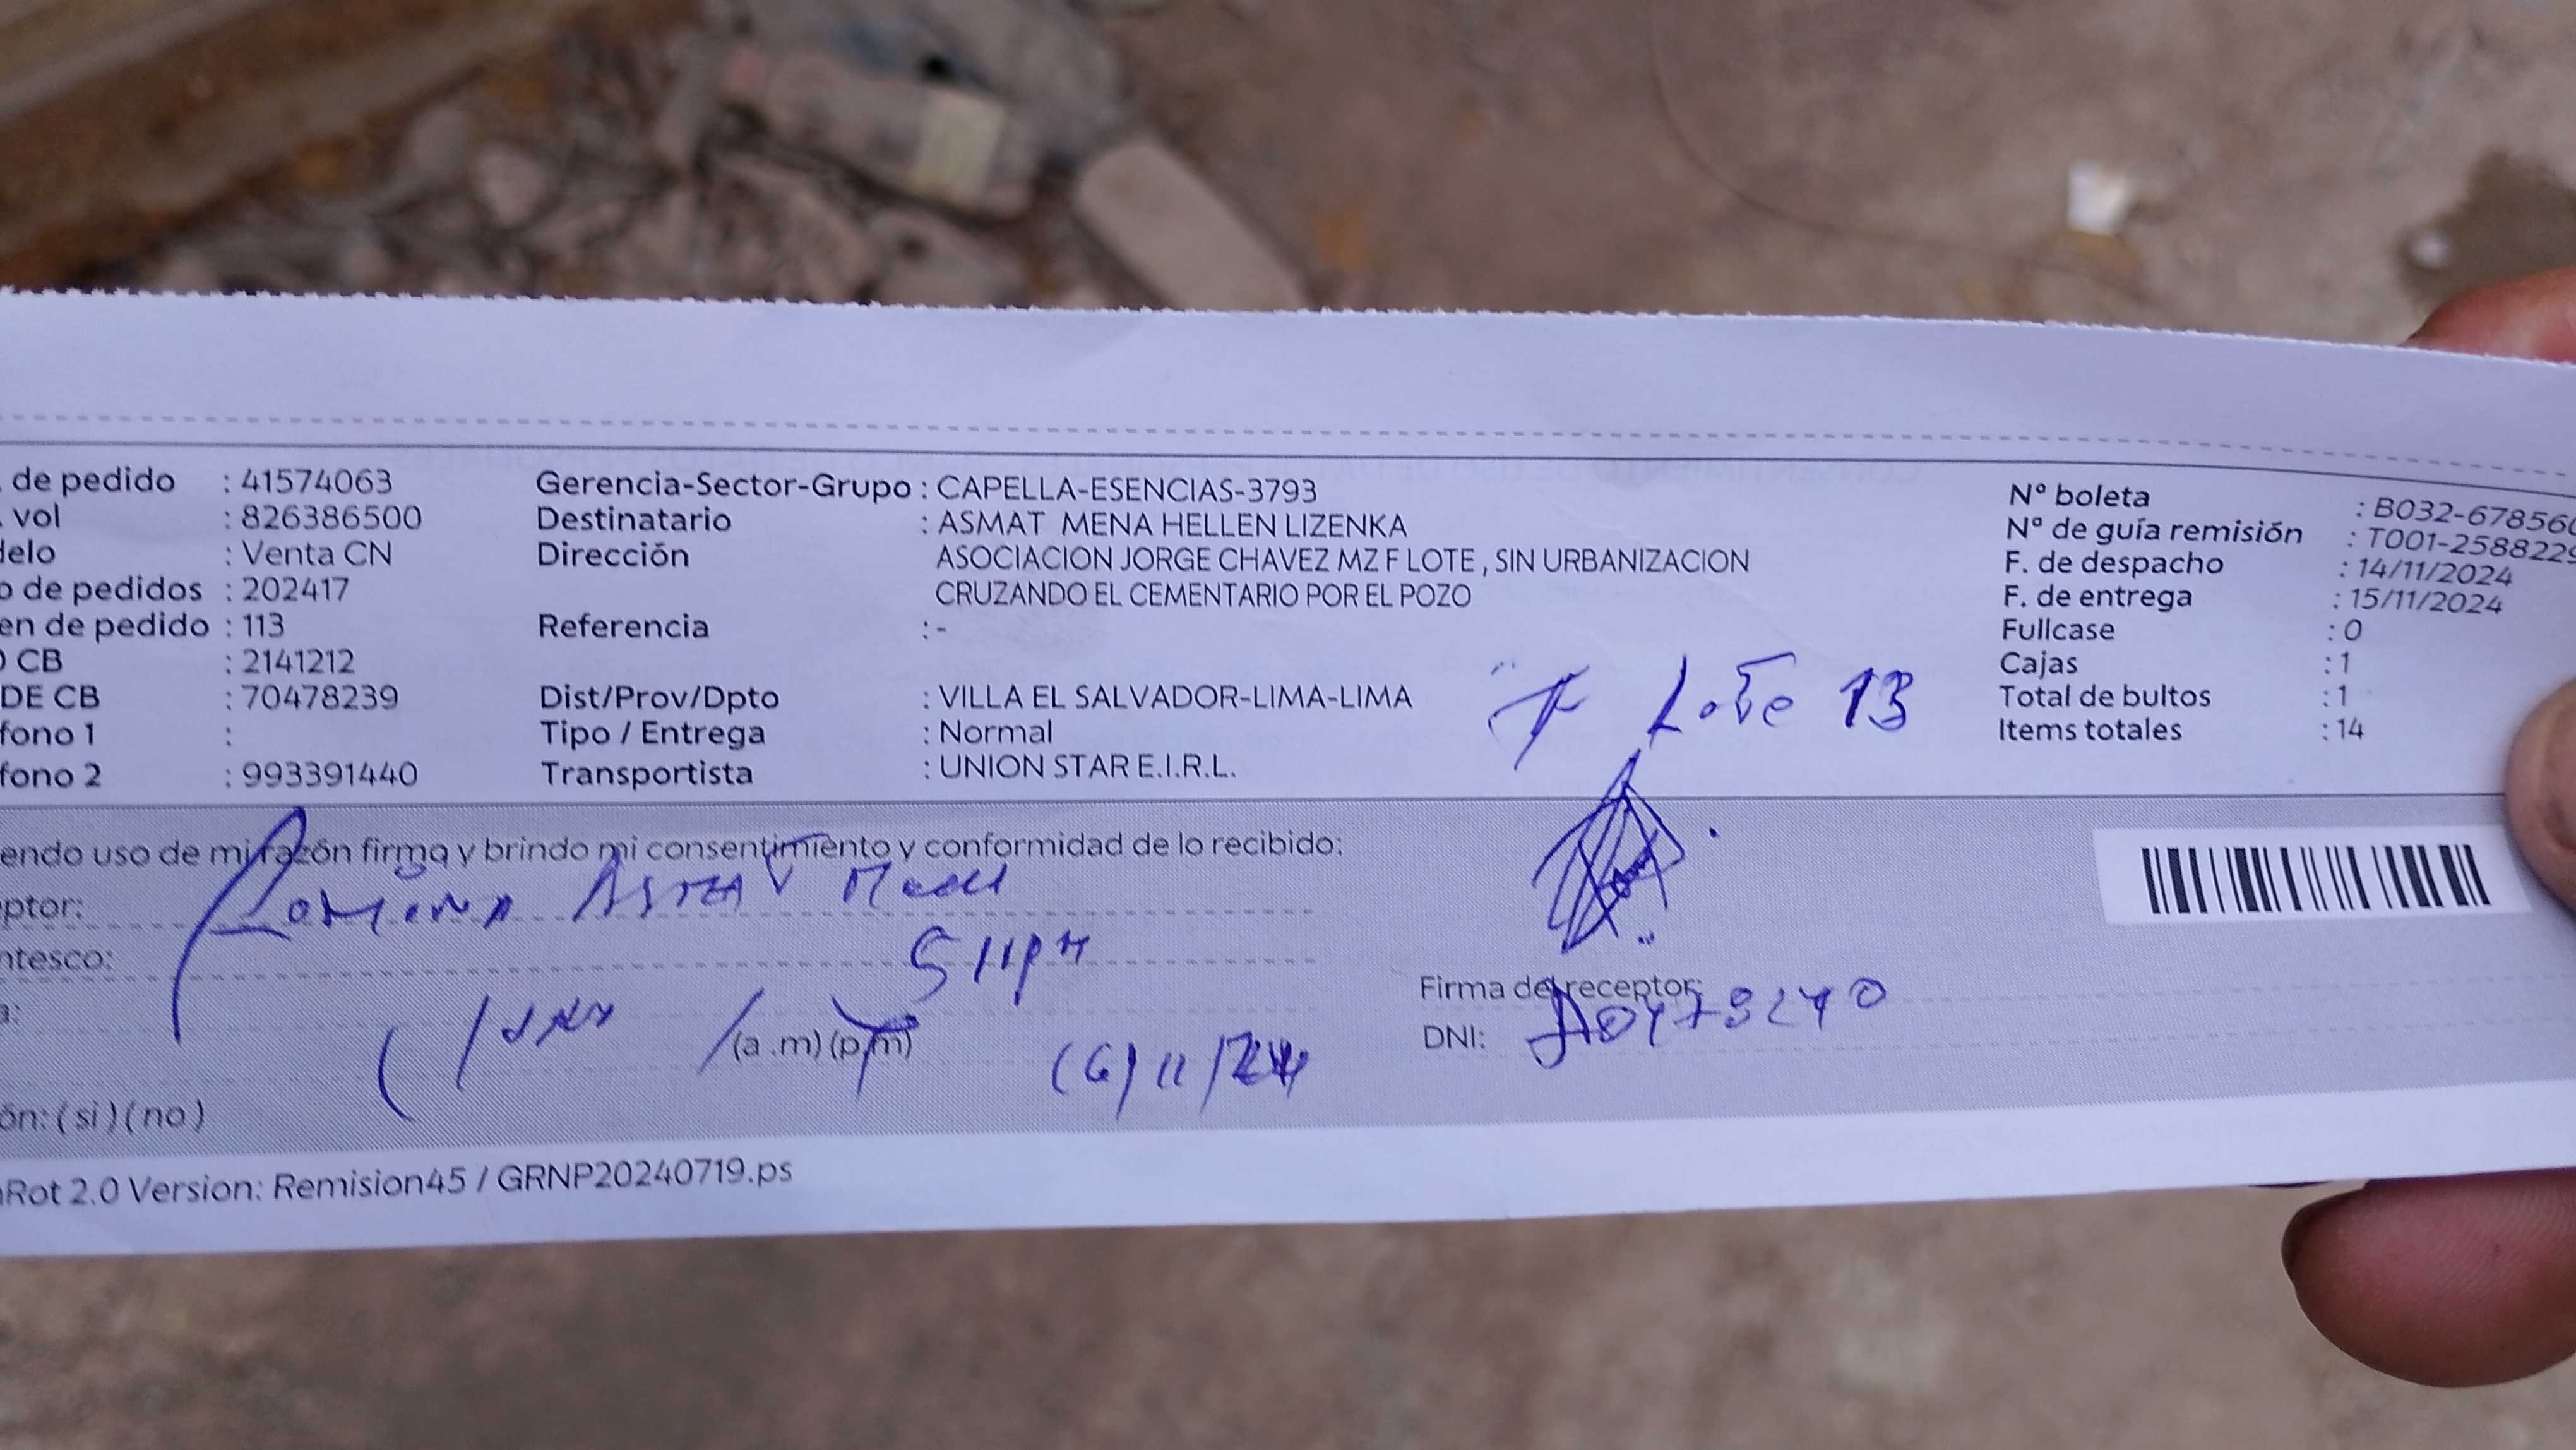 . de pedido : 41574063
. vol : 826386500
delo : Venta CN
o de pedidos : 202417
en de pedido : 113
O CB : 2141212
DE CB : 70478239
fono 1 :
fono 2 : 993391440
Gerencia-Sector-Grupo : CAPELLA-ESENCIAS-3793
Destinatario : ASMAT MENA HELLEN LIZENKA
Dirección ASOCIACION JORGE CHAVEZ MZ F LOTE , SIN URBANIZACION
CRUZANDO EL CEMENTARIO POR EL POZO
Referencia : -
Dist/Prov/Dpto : VILLA EL SALVADOR-LIMA-LIMA
Tipo / Entrega : Normal
Transportista : UNION STAR E.I.R.L.
F Lote 13
Nº boleta : B032-678560
Nº de guía remisión : T001-2588229
F. de despacho : 14/11/2024
F. de entrega : 15/11/2024
Fullcase : 0
Cajas : 1
Total de bultos : 1
Items totales : 14
endo uso de mi razón firmo y brindo mi consentimiento y conformidad de lo recibido:
ptor: Asmat
ntesco:
a: (a .m) (p.m)
/11/24
Firma del receptor:
DNI:
ón: ( si ) ( no )
Rot 2.0 Version: Remision45 / GRNP20240719.ps